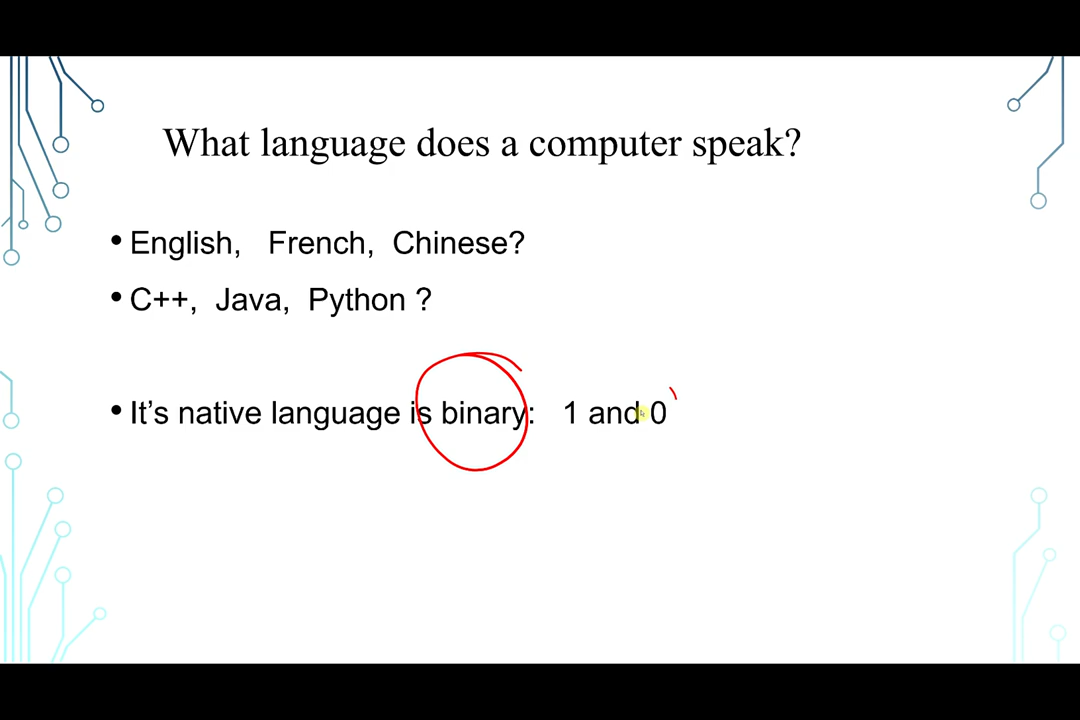 What language does a computer speak?
• English, French, Chinese?
• C++, Java, Python ?
• It’s native language is binary: 1 and 0